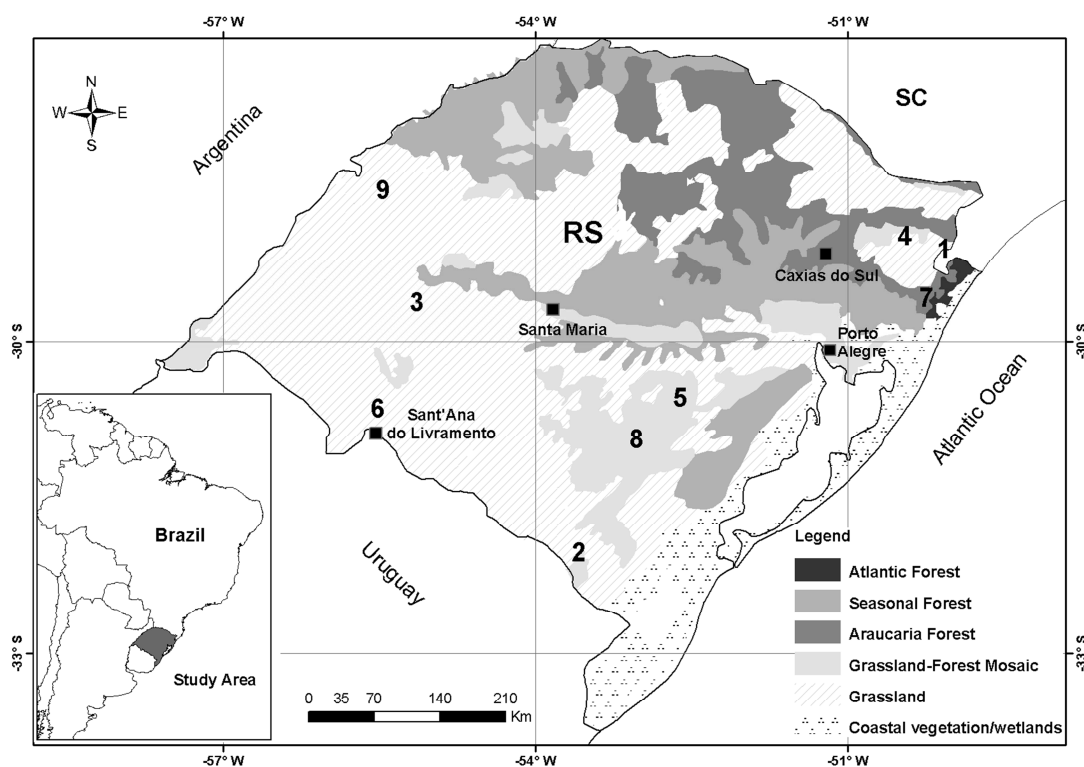 -57° W
-54° W
-51° W
N
W
E
S
SC
Argentina
9
RS
4
1
Caxias do Sul
7
3
Santa Maria
Porto
Alegre
-30° S
-30° S
5
6
Sant'Ana
do Livramento
8
Atlantic Ocean
Brazil
Uruguay
2
Legend
Atlantic Forest
Seasonal Forest
Araucaria Forest
Grassland-Forest Mosaic
Grassland
Coastal vegetation/wetlands
-33° S
-33° S
Study Area
0 35 70 140 210
Km
-57° W
-54° W
-51° W